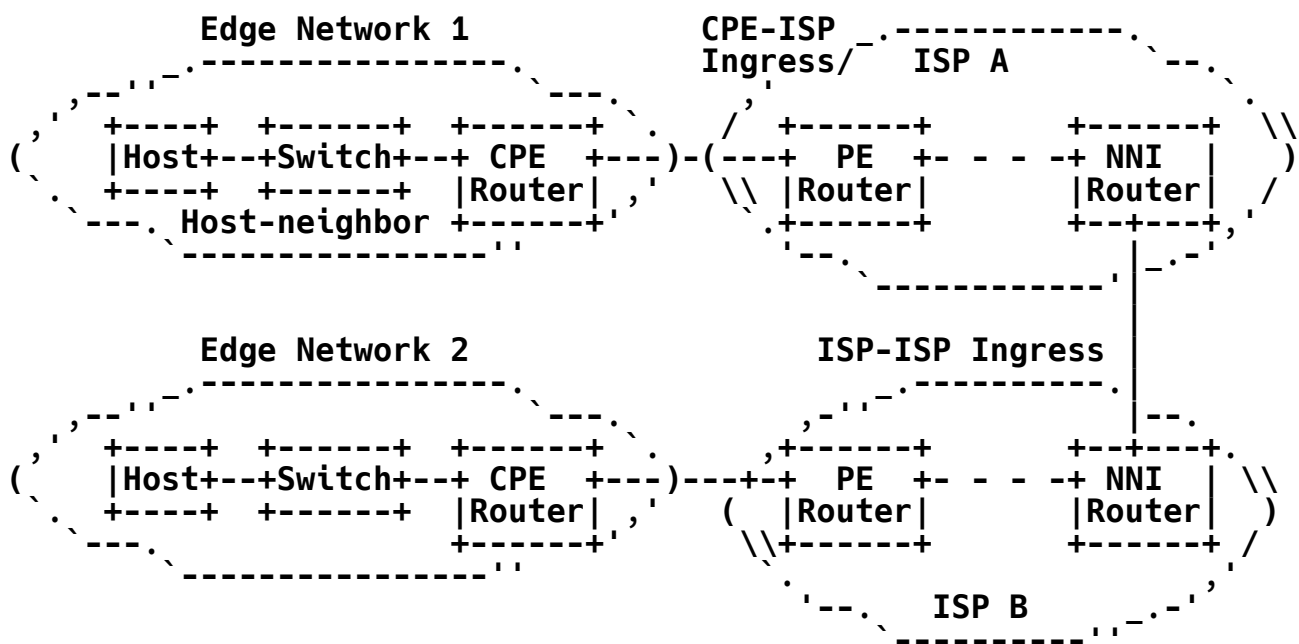 Edge Network 1 CPE-ISP
Ingress/ ISP A
Host Switch CPE PE NNI
Router Router Router
Host-neighbor
Edge Network 2 ISP-ISP Ingress
Host Switch CPE PE NNI
Router Router Router
ISP B